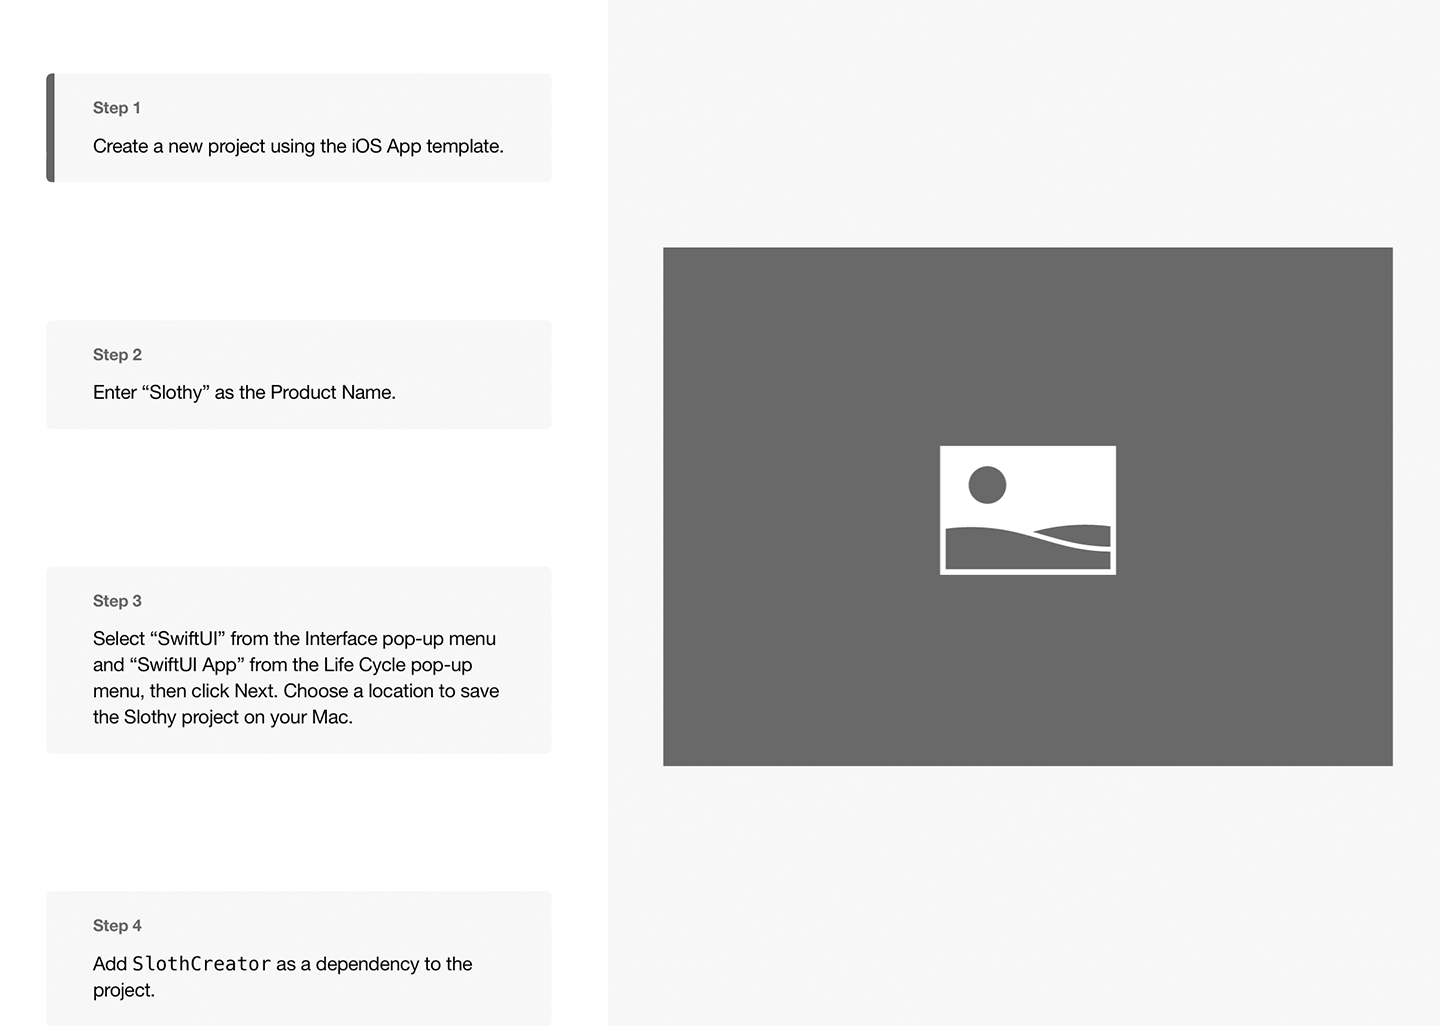 Step 1
Create a new project using the iOS App template.
Step 2
Enter “Slothy” as the Product Name.
Step 3
Select “SwiftUI” from the Interface pop-up menu
and “SwiftUI App” from the Life Cycle pop-up
menu, then click Next. Choose a location to save
the Slothy project on your Mac.
Step 4
Add SlothCreator as a dependency to the
project.